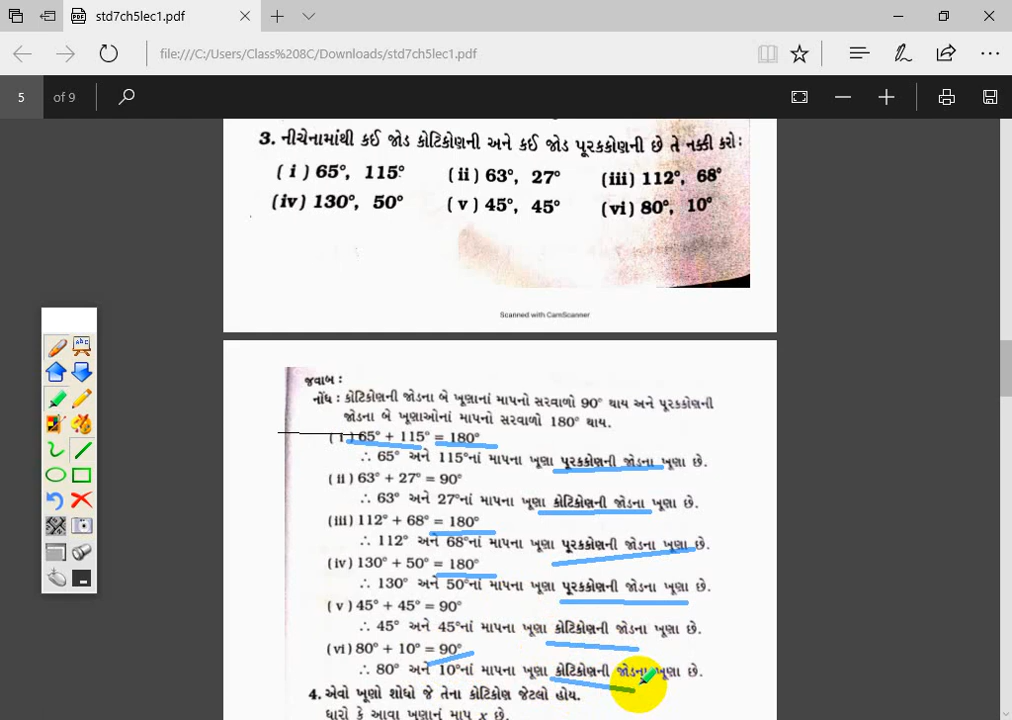 std7ch5lec1.pdf
file:///C:/Users/Class%208C/Downloads/std7ch5lec1.pdf
5 of 9
3. નીચેનામાંથી કઈ જોડ કોટિકોણની અને કઈ જોડ પૂરકકોણની છે તે નક્કી કરો:
( i ) 65°, 115° (ii) 63°, 27° (iii) 112°, 68°
(iv) 130°, 50° ( v ) 45°, 45° (vi) 80°, 10°
Scanned with CamScanner
જવાબ :
નોંધ : કોટિકોણની જોડના બે ખૂણાનાં માપનો સરવાળો 90° થાય અને પૂરકકોણની
જોડના બે ખૂણાઓનાં માપનો સરવાળો 180° થાય.
( i ) 65° + 115° = 180°
∴ 65° અને 115°નાં માપના ખૂણા પૂરકકોણની જોડના ખૂણા છે.
(ii) 63° + 27° = 90°
∴ 63° અને 27°નાં માપના ખૂણા કોટિકોણની જોડના ખૂણા છે.
(iii) 112° + 68° = 180°
∴ 112° અને 68°નાં માપના ખૂણા પૂરકકોણની જોડના ખૂણા છે.
(iv) 130° + 50° = 180°
∴ 130° અને 50°નાં માપના ખૂણા પૂરકકોણની જોડના ખૂણા છે.
( v ) 45° + 45° = 90°
∴ 45° અને 45°નાં માપના ખૂણા કોટિકોણની જોડના ખૂણા છે.
(vi) 80° + 10° = 90°
∴ 80° અને 10°નાં માપના ખૂણા કોટિકોણની જોડના ખૂણા છે.
4. એવો ખૂણો શોધો જે તેના કોટિકોણ જેટલો હોય.
ધારો કે આવા ખૂણાનું માપ x છે.